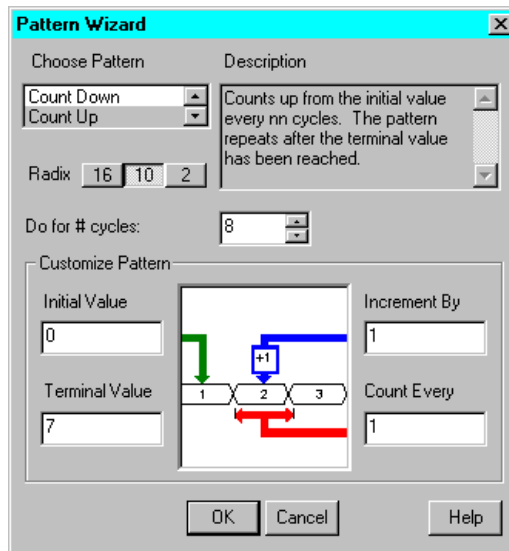 Pattern Wizard
Choose Pattern
Description
Count Down
Count Up
Counts up from the initial value
every nn cycles. The pattern
repeats after the terminal value
has been reached.
Radix 16 10 2
Do for # cycles: 8
Customize Pattern
Initial Value
0
Increment By
1
+1
1 2 3
Terminal Value
7
Count Every
1
OK Cancel Help